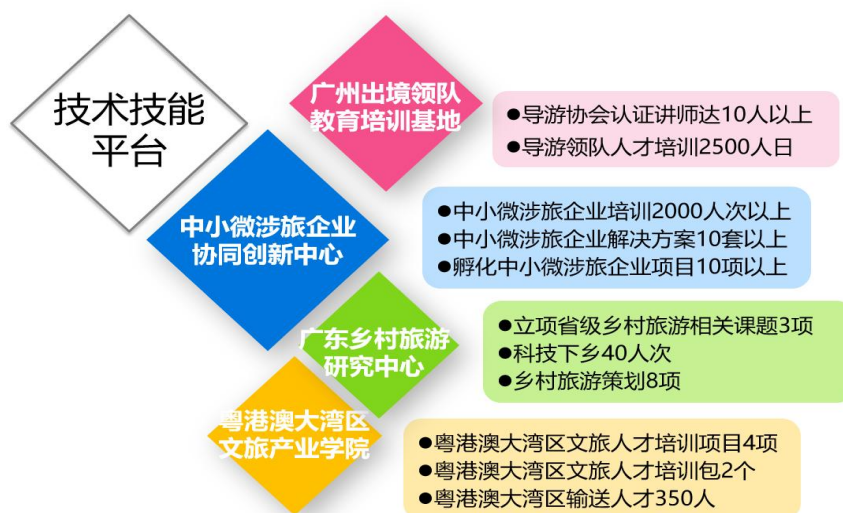 技术技能
平台
广州出境领队
教育培训基地
●导游协会认证讲师达10人以上
●导游领队人才培训2500人日
中小微涉旅企业
协同创新中心
●中小微涉旅企业培训2000人次以上
●中小微涉旅企业解决方案10套以上
●孵化中小微涉旅企业项目10项以上
广东乡村旅游
研究中心
●立项省级乡村旅游相关课题3项
●科技下乡40人次
●乡村旅游策划8项
粤港澳大湾区
文旅产业学院
●粤港澳大湾区文旅人才培训项目4项
●粤港澳大湾区文旅人才培训包2个
●粤港澳大湾区输送人才350人